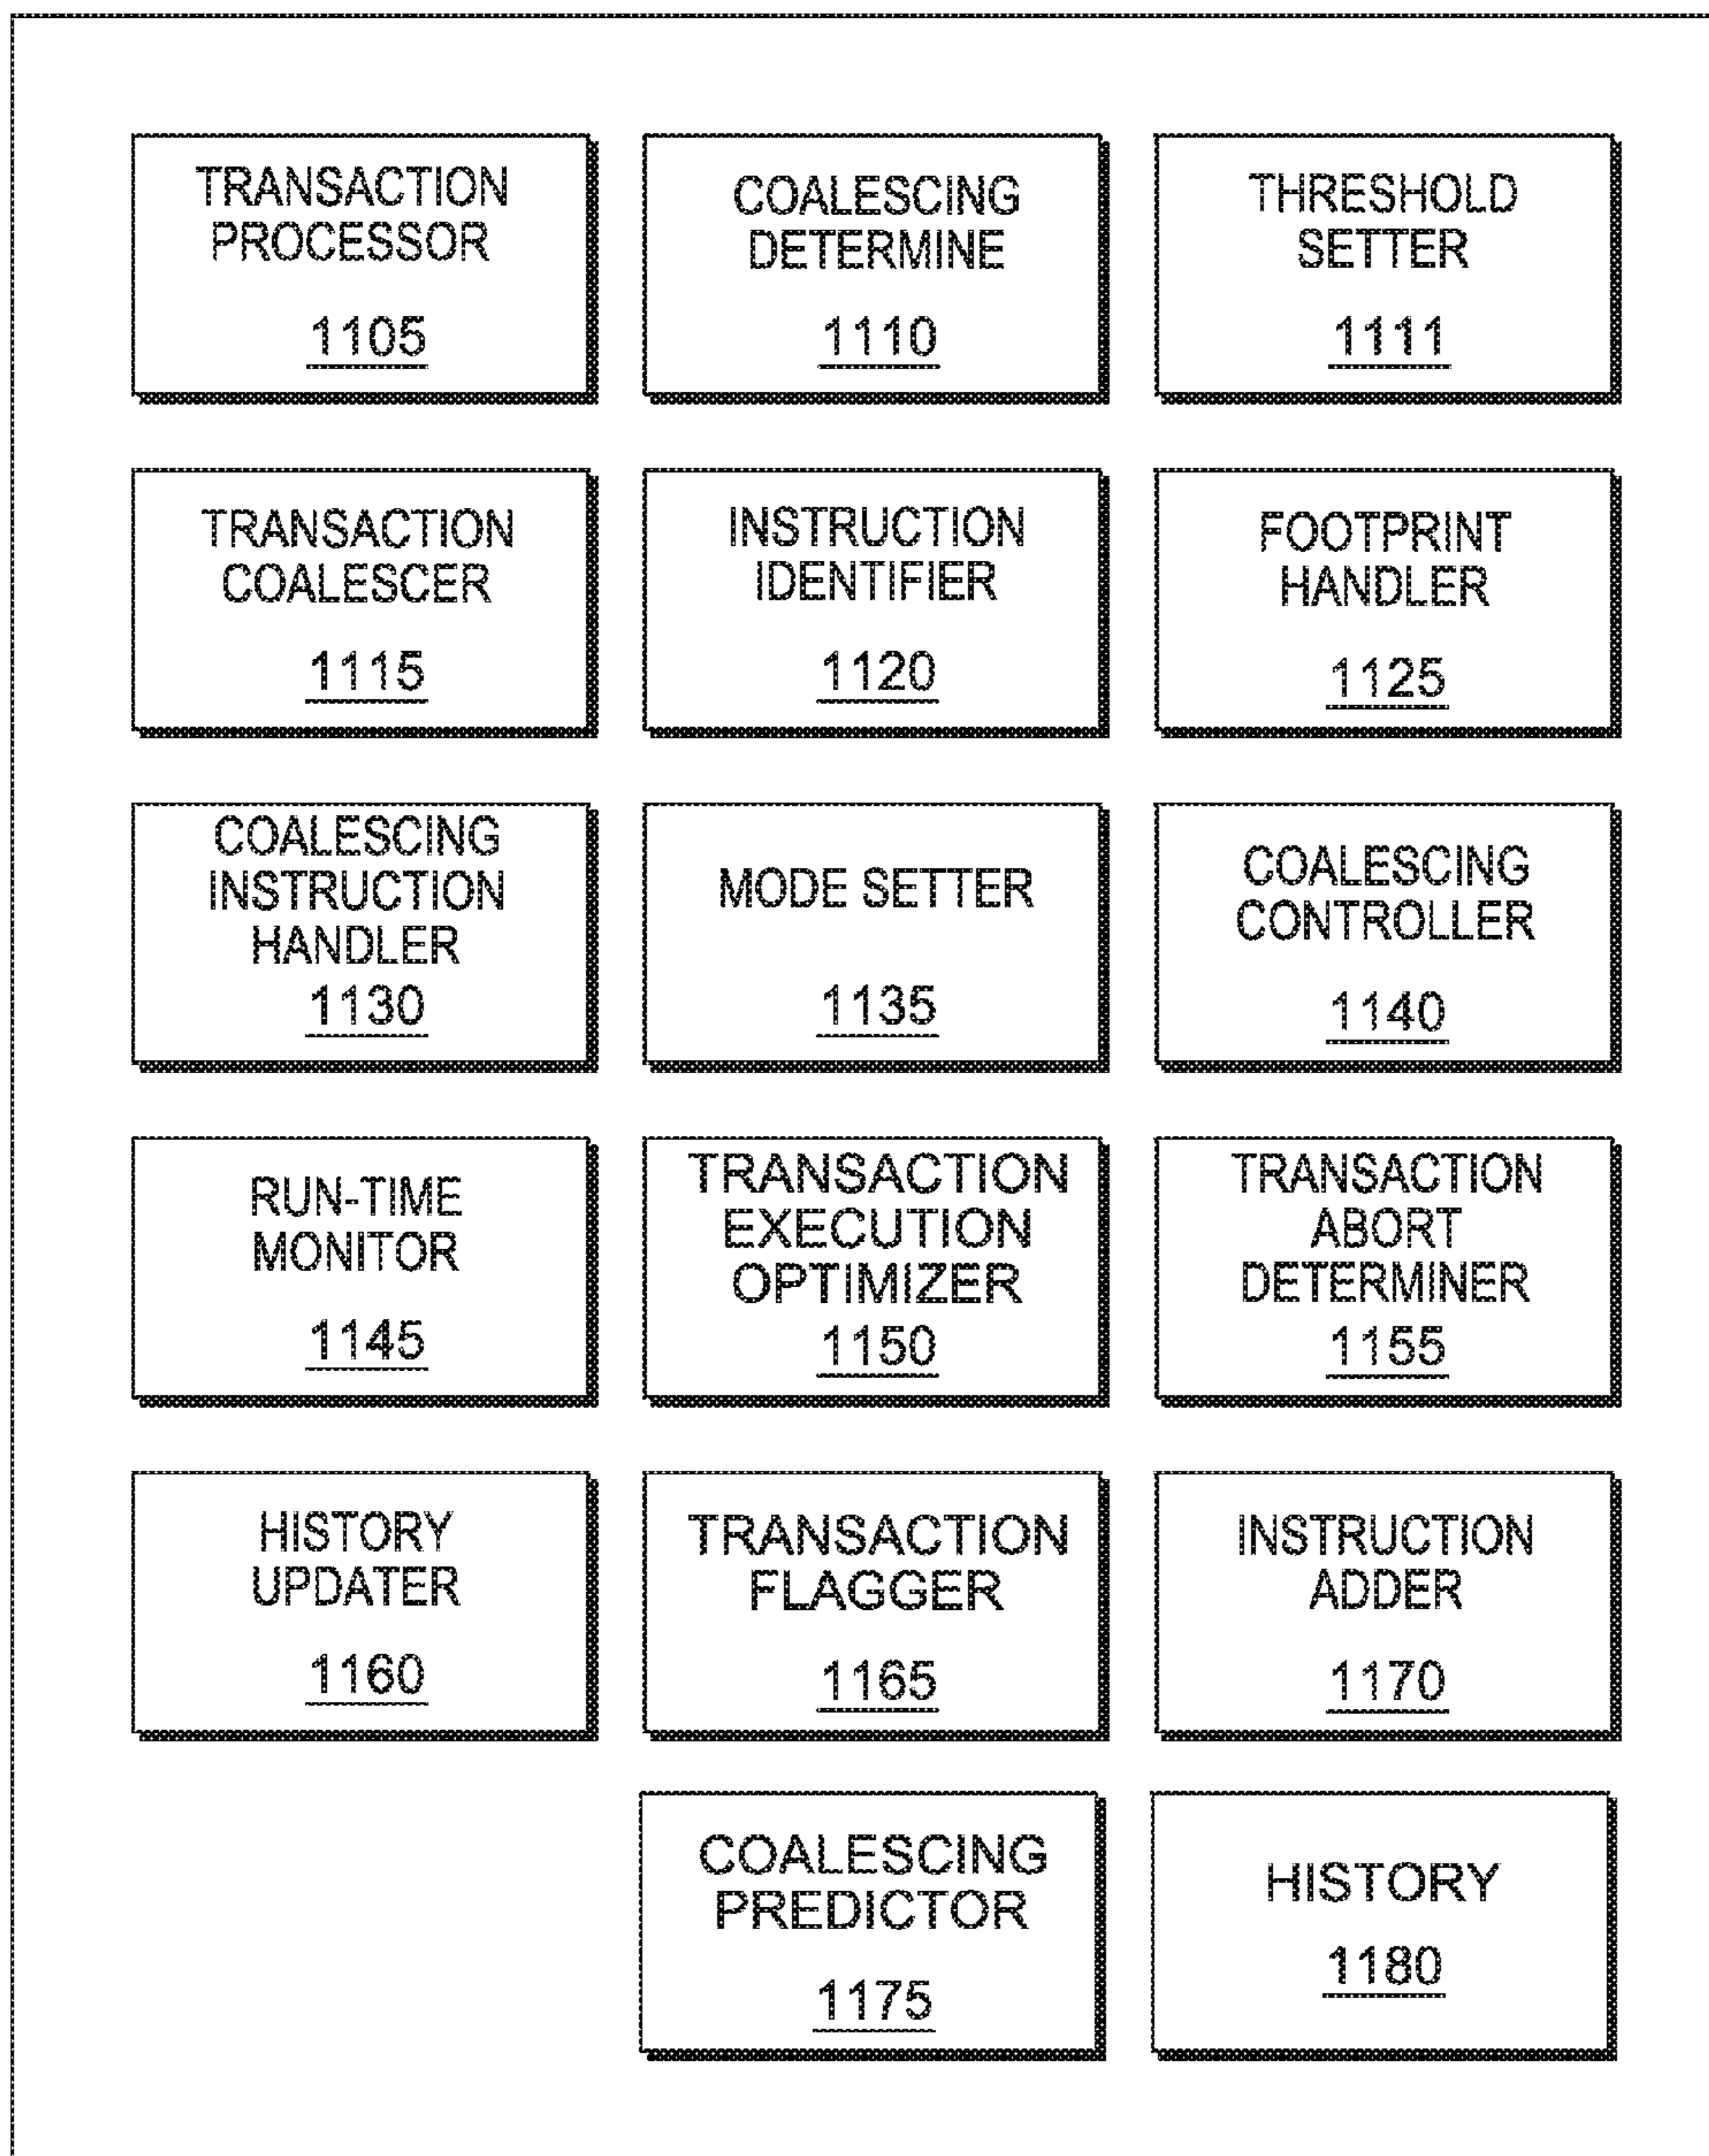 TRANSACTION
PROCESSOR
1105
COALESCING
DETERMINE
1110
THRESHOLD
SETTER
1111
TRANSACTION
COALESCER
1115
INSTRUCTION
IDENTIFIER
1120
FOOTPRINT
HANDLER
1125
COALESCING
INSTRUCTION
HANDLER
1130
MODE SETTER
1135
COALESCING
CONTROLLER
1140
RUN-TIME
MONITOR
1145
TRANSACTION
EXECUTION
OPTIMIZER
1150
TRANSACTION
ABORT
DETERMINER
1155
HISTORY
UPDATER
1160
TRANSACTION
FLAGGER
1165
INSTRUCTION
ADDER
1170
COALESCING
PREDICTOR
1175
HISTORY
1180